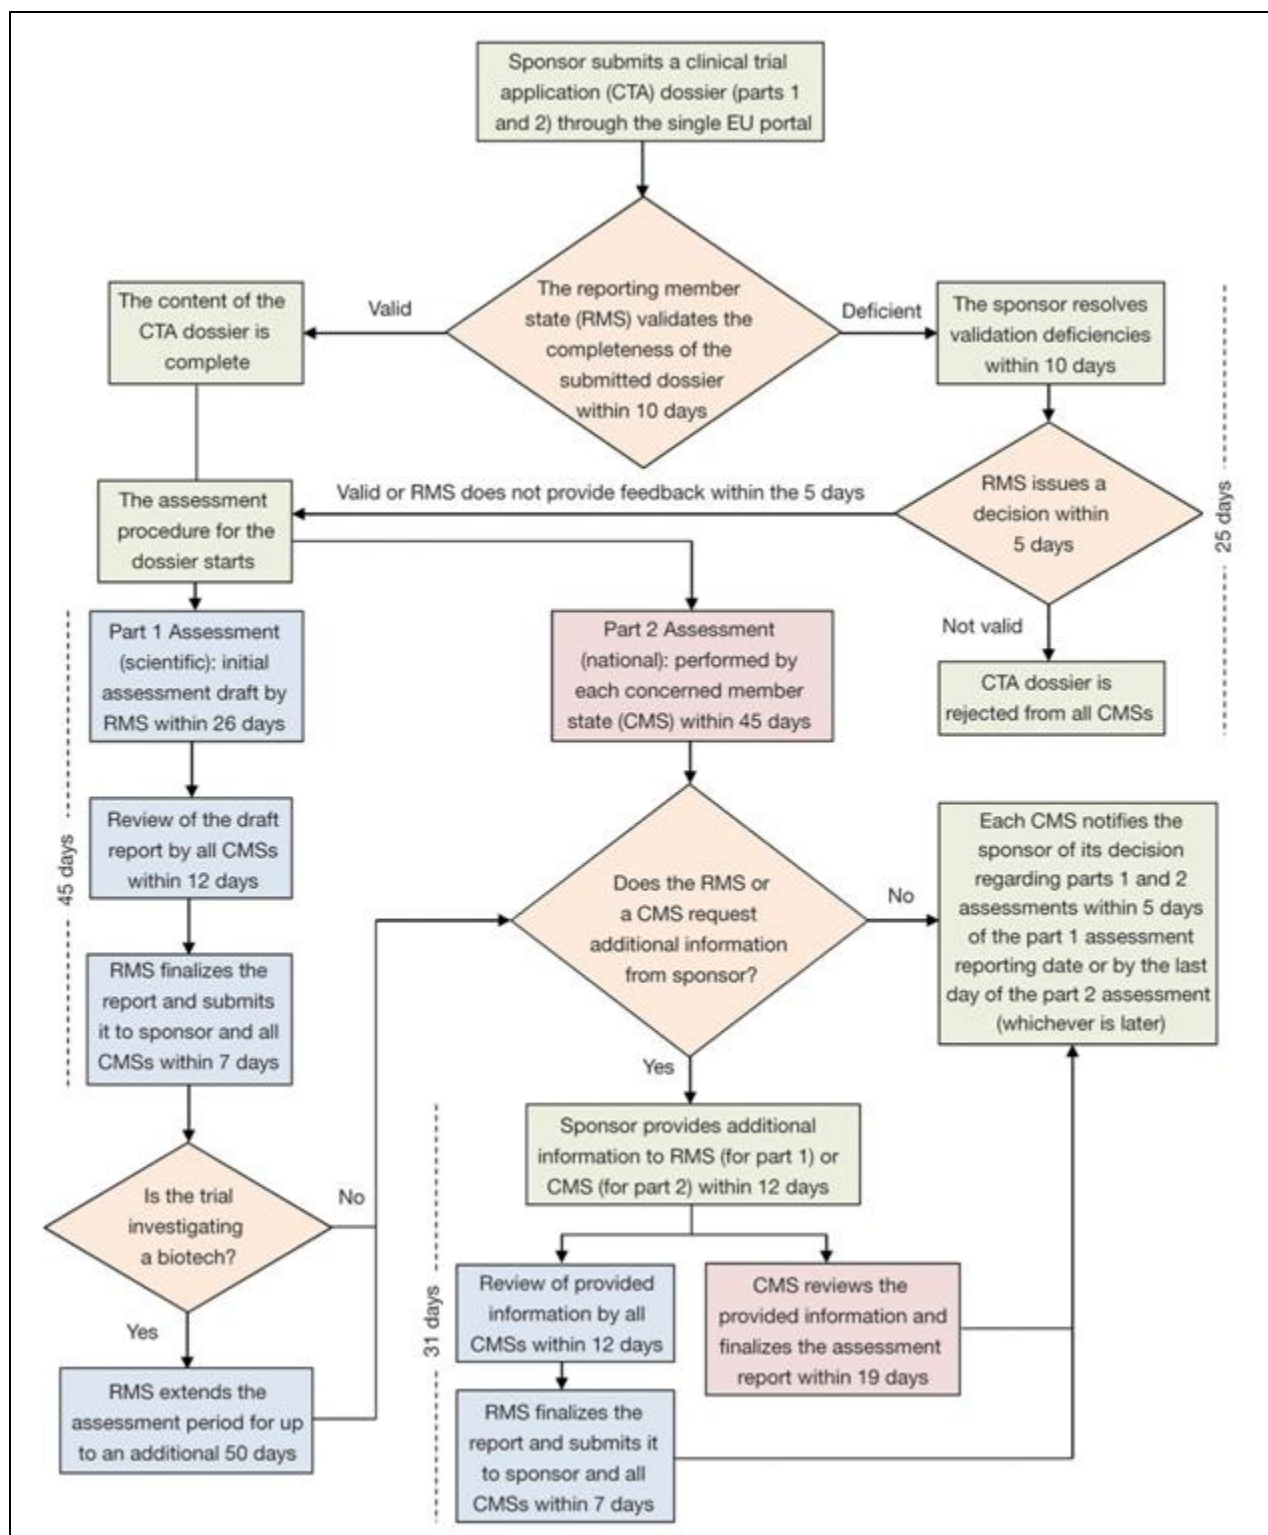 Sponsor submits a clinical trial
application (CTA) dossier (parts 1
and 2) through the single EU portal
The reporting member
state (RMS) validates the
completeness of the
submitted dossier
within 10 days
Valid
The content of the
CTA dossier is
complete
Deficient
The sponsor resolves
validation deficiencies
within 10 days
RMS issues a
decision within
5 days
25 days
Valid or RMS does not provide feedback within the 5 days
The assessment
procedure for the
dossier starts
Not valid
CTA dossier is
rejected from all CMSs
Part 1 Assessment
(scientific): initial
assessment draft by
RMS within 26 days
Review of the draft
report by all CMSs
within 12 days
RMS finalizes the
report and submits
it to sponsor and all
CMSs within 7 days
45 days
Is the trial
investigating
a biotech?
No
Yes
RMS extends the
assessment period for up
to an additional 50 days
Part 2 Assessment
(national): performed by
each concerned member
state (CMS) within 45 days
Does the RMS or
a CMS request
additional information
from sponsor?
No
Each CMS notifies the
sponsor of its decision
regarding parts 1 and 2
assessments within 5 days
of the part 1 assessment
reporting date or by the last
day of the part 2 assessment
(whichever is later)
Yes
Sponsor provides additional
information to RMS (for part 1) or
CMS (for part 2) within 12 days
31 days
Review of provided
information by all
CMSs within 12 days
RMS finalizes the
report and submits it
to sponsor and all
CMSs within 7 days
CMS reviews the
provided information and
finalizes the assessment
report within 19 days